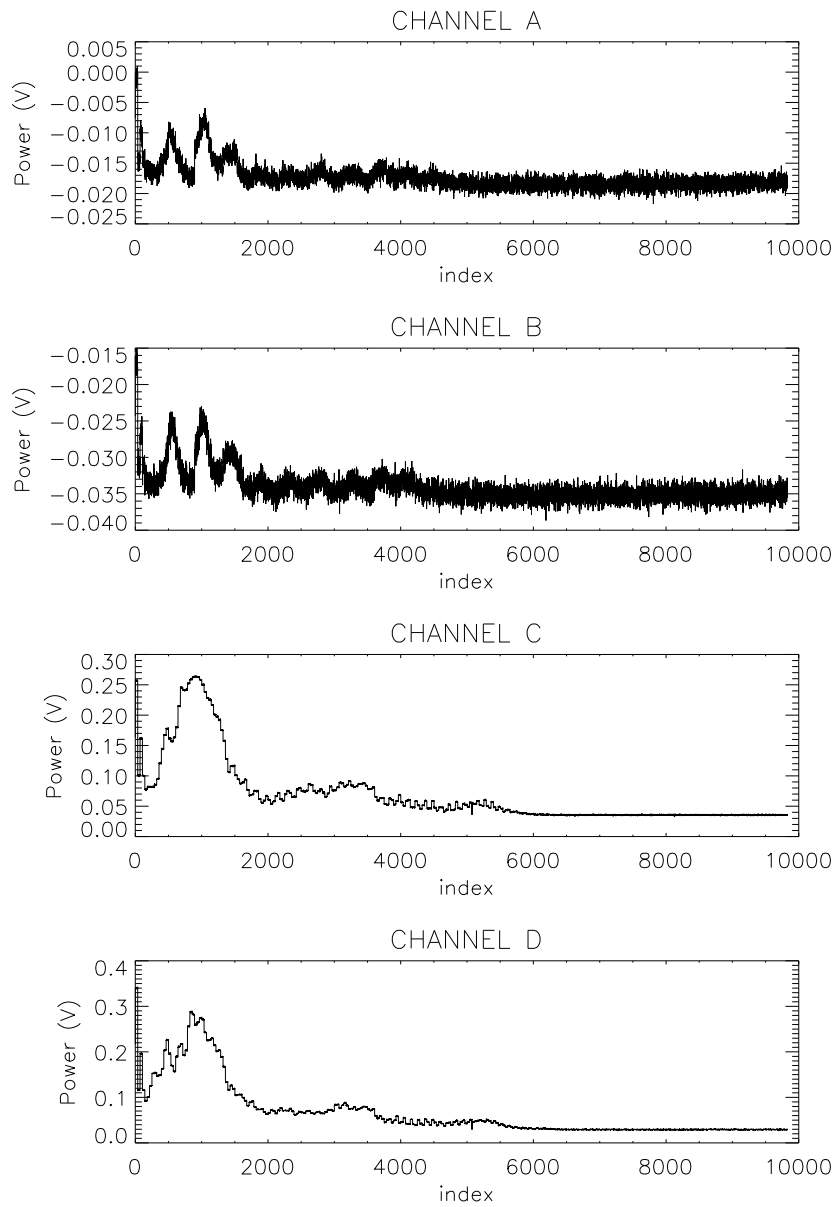 CHANNEL A
0.005
0.000
−0.005
−0.010
−0.015
−0.020
−0.025
Power (V)
0 2000 4000 6000 8000 10000
index
CHANNEL B
−0.015
−0.020
−0.025
−0.030
−0.035
−0.040
Power (V)
0 2000 4000 6000 8000 10000
index
CHANNEL C
0.30
0.25
0.20
0.15
0.10
0.05
0.00
Power (V)
0 2000 4000 6000 8000 10000
index
CHANNEL D
0.4
0.3
0.2
0.1
0.0
Power (V)
0 2000 4000 6000 8000 10000
index